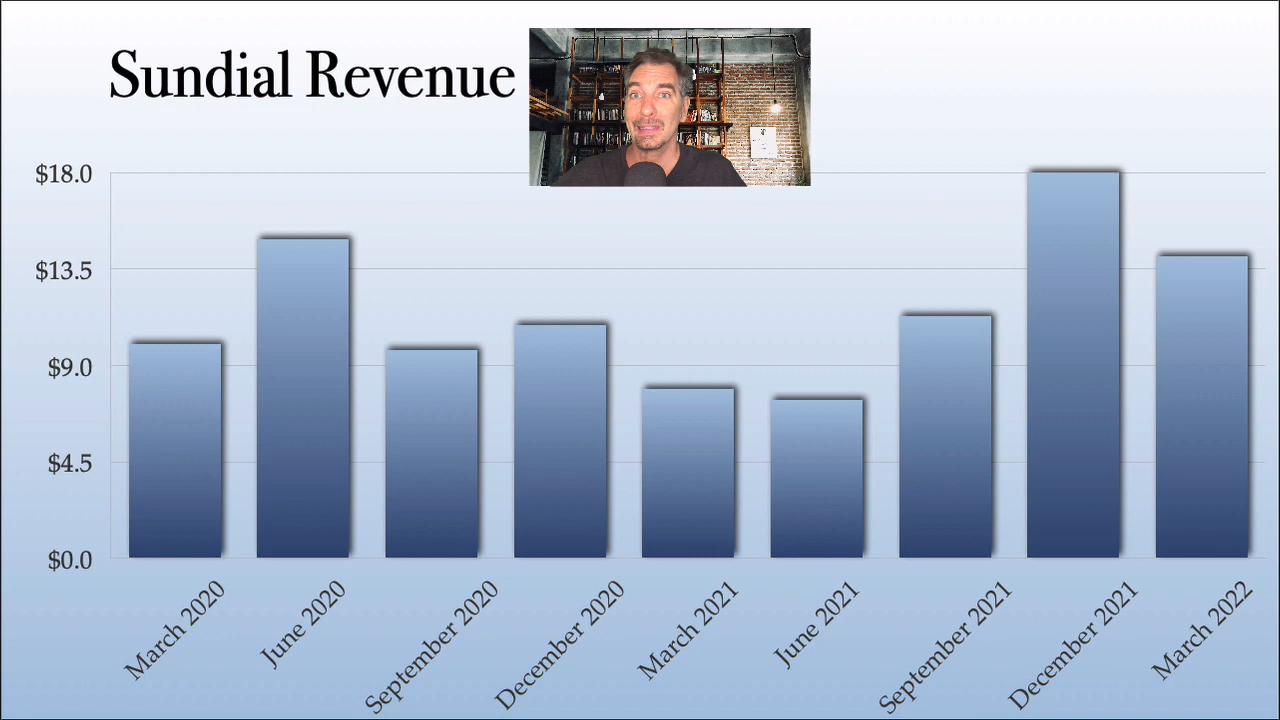 Sundial Revenue
$18.0
$13.5
$9.0
$4.5
$0.0
March 2020
June 2020
September 2020
December 2020
March 2021
June 2021
September 2021
December 2021
March 2022